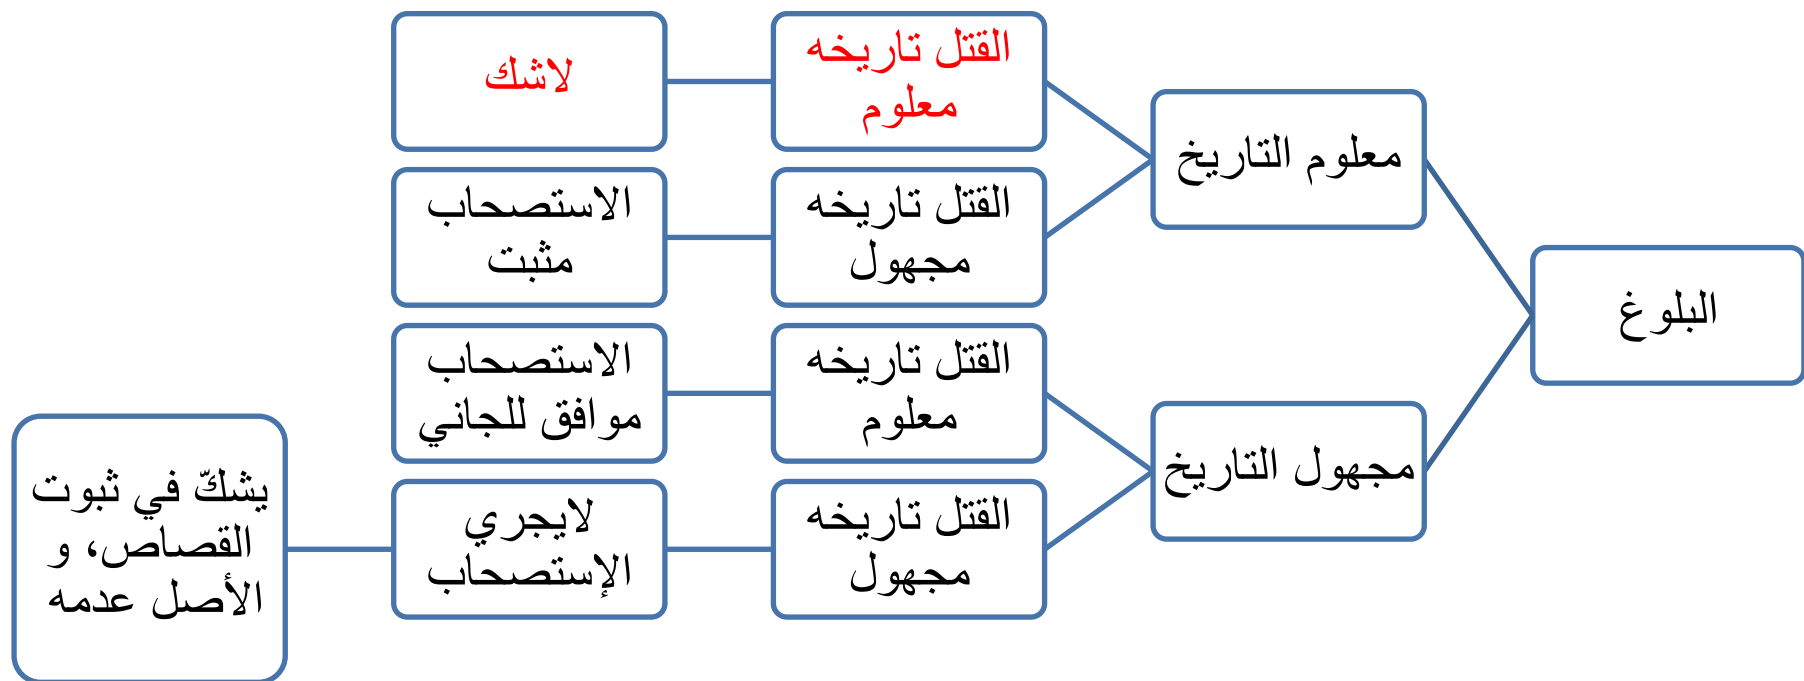 البلوغ
معلوم التاريخ
القتل تاريخه
معلوم
لاشك
القتل تاريخه
مجهول
الاستصحاب
مثبت
مجهول التاريخ
القتل تاريخه
معلوم
الاستصحاب
موافق للجاني
القتل تاريخه
مجهول
لايجري
الإستصحاب
يشكّ في ثبوت
القصاص، و
الأصل عدمه